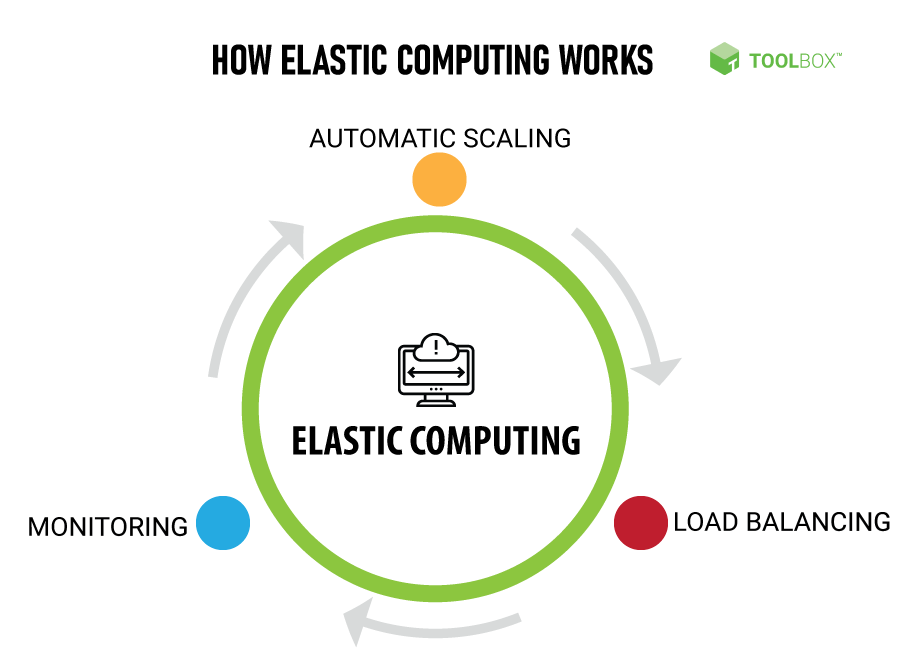 HOW ELASTIC COMPUTING WORKS
TOOLBOX™
AUTOMATIC SCALING
!
ELASTIC COMPUTING
MONITORING
LOAD BALANCING